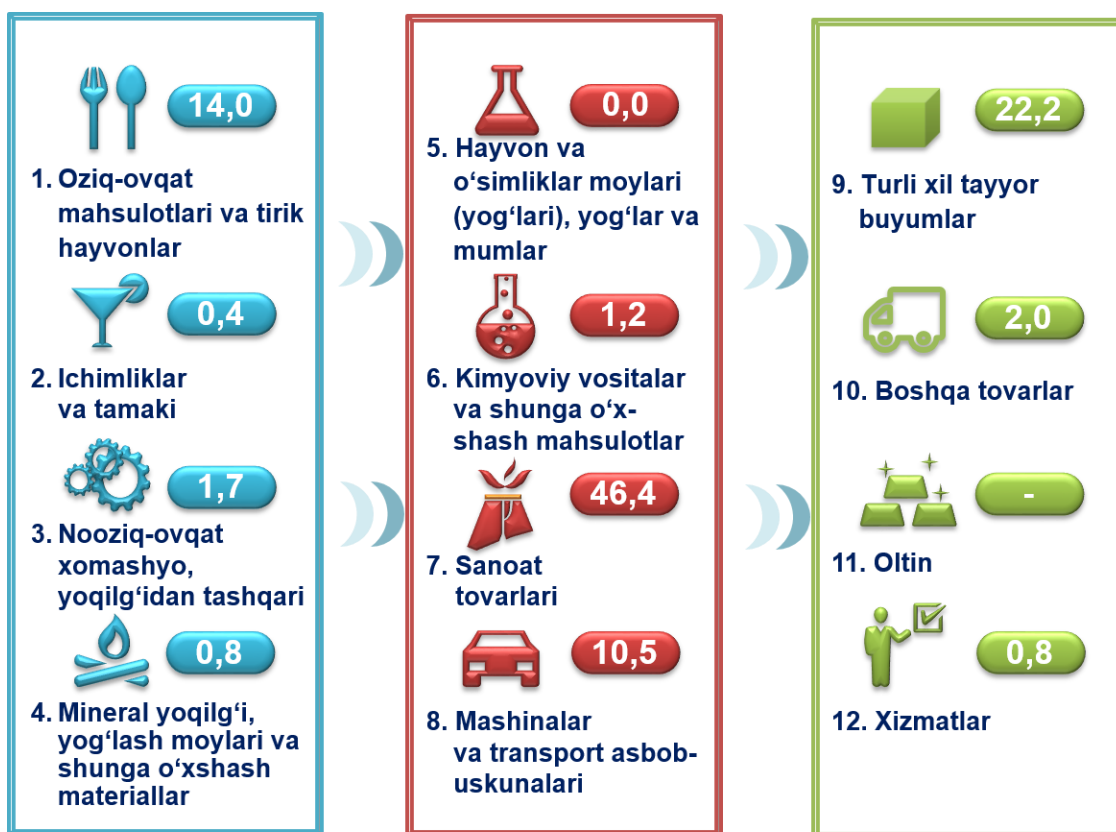 14,0
1. Oziq-ovqat
mahsulotlari va tirik
hayvonlar
0,4
2. Ichimliklar
va tamaki
1,7
3. Nooziq-ovqat
xomashyo,
yoqilg‘idan tashqari
0,8
4. Mineral yoqilg‘i,
yog‘lash moylari va
shunga o‘xshash
materiallar
0,0
5. Hayvon va
o‘simliklar moylari
(yog‘lari), yog‘lar va
mumlar
1,2
6. Kimyoviy vositalar
va shunga o‘x-
shash mahsulotlar
46,4
7. Sanoat
tovarlari
10,5
8. Mashinalar
va transport asbob-
uskunalari
22,2
9. Turli xil tayyor
buyumlar
2,0
10. Boshqa tovarlar
-
11. Oltin
0,8
12. Xizmatlar